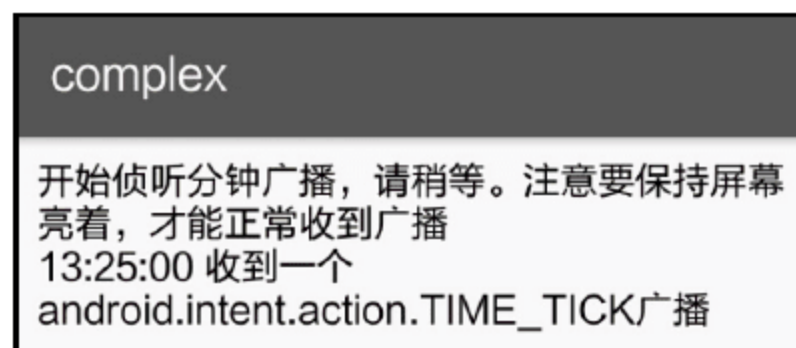 complex
开始侦听分钟广播，请稍等。注意要保持屏幕
亮着，才能正常收到广播
13:25:00 收到一个
android.intent.action.TIME_TICK广播